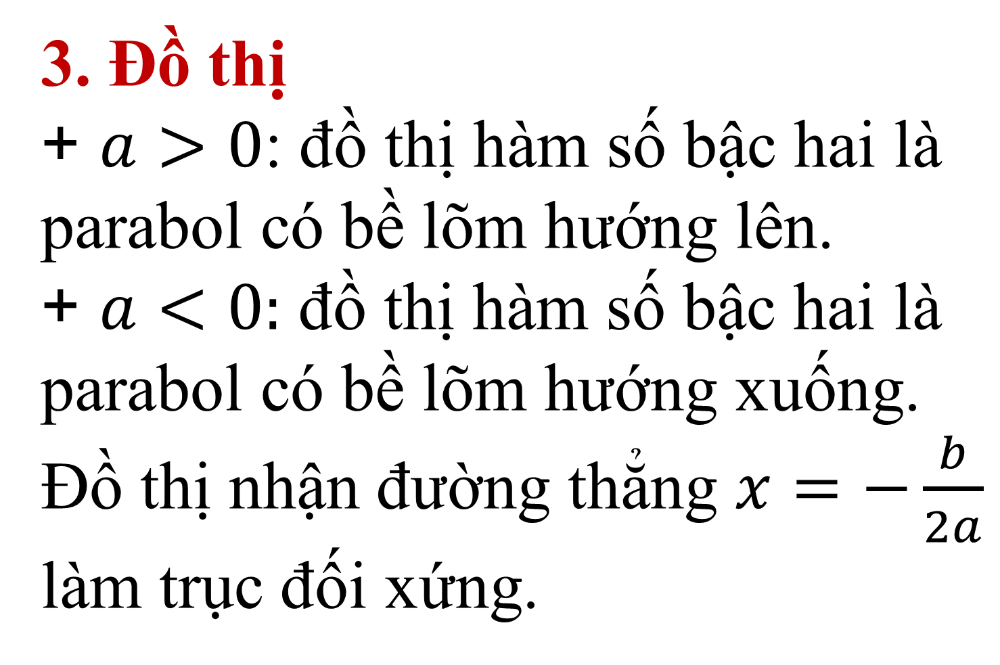 3. Đồ thị
+ 𝑎 > 0: đồ thị hàm số bậc hai là
parabol có bề lõm hướng lên.
+ 𝑎 < 0: đồ thị hàm số bậc hai là
parabol có bề lõm hướng xuống.
Đồ thị nhận đường thẳng 𝑥 = −𝑏/2𝑎
làm trục đối xứng.